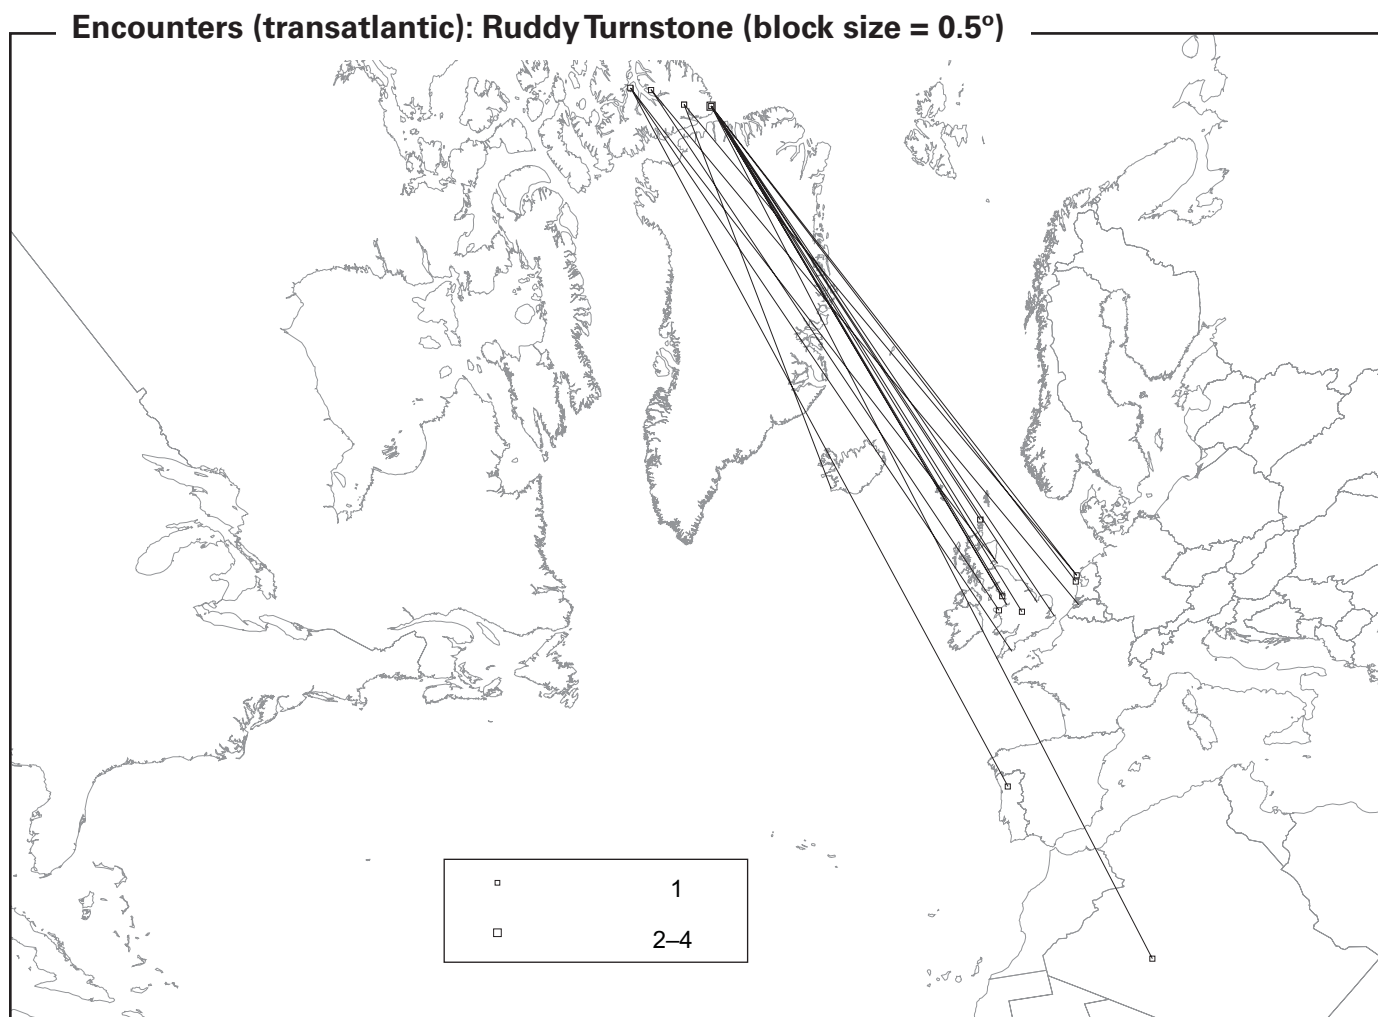 Encounters (transatlantic): Ruddy Turnstone (block size = 0.5º)
1
2–4